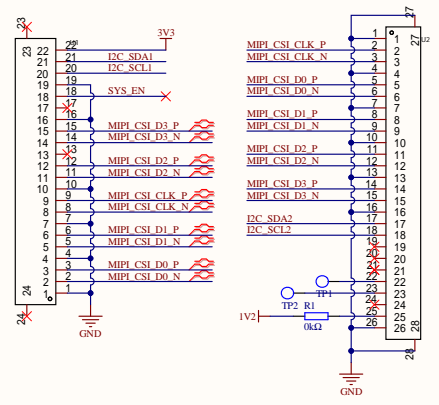 23
23
3V3
22 22
21 21 I2C_SDA1
20 20 I2C_SCL1
19 19
18 18 SYS_EN
17 17
16 16
15 15 MIPI_CSI_D3_P
14 14 MIPI_CSI_D3_N
13 13
12 12 MIPI_CSI_D2_P
11 11 MIPI_CSI_D2_N
10 10
9 9 MIPI_CSI_CLK_P
8 8 MIPI_CSI_CLK_N
7 7
6 6 MIPI_CSI_D1_P
5 5 MIPI_CSI_D1_N
4 4
3 3 MIPI_CSI_D0_P
2 2 MIPI_CSI_D0_N
1 1
24
24
GND
27
27
U2
1 1
MIPI_CSI_CLK_P 2 2
MIPI_CSI_CLK_N 3 3
4 4
MIPI_CSI_D0_P 5 5
MIPI_CSI_D0_N 6 6
7 7
MIPI_CSI_D1_P 8 8
MIPI_CSI_D1_N 9 9
10 10
MIPI_CSI_D2_P 11 11
MIPI_CSI_D2_N 12 12
13 13
MIPI_CSI_D3_P 14 14
MIPI_CSI_D3_N 15 15
16 16
I2C_SDA2 17 17
I2C_SCL2 18 18
19 19
20 20
21 21
22 22
TP1 23 23
TP2 R1 24 24
1V2 0kΩ 25 25
26 26
28
28
GND